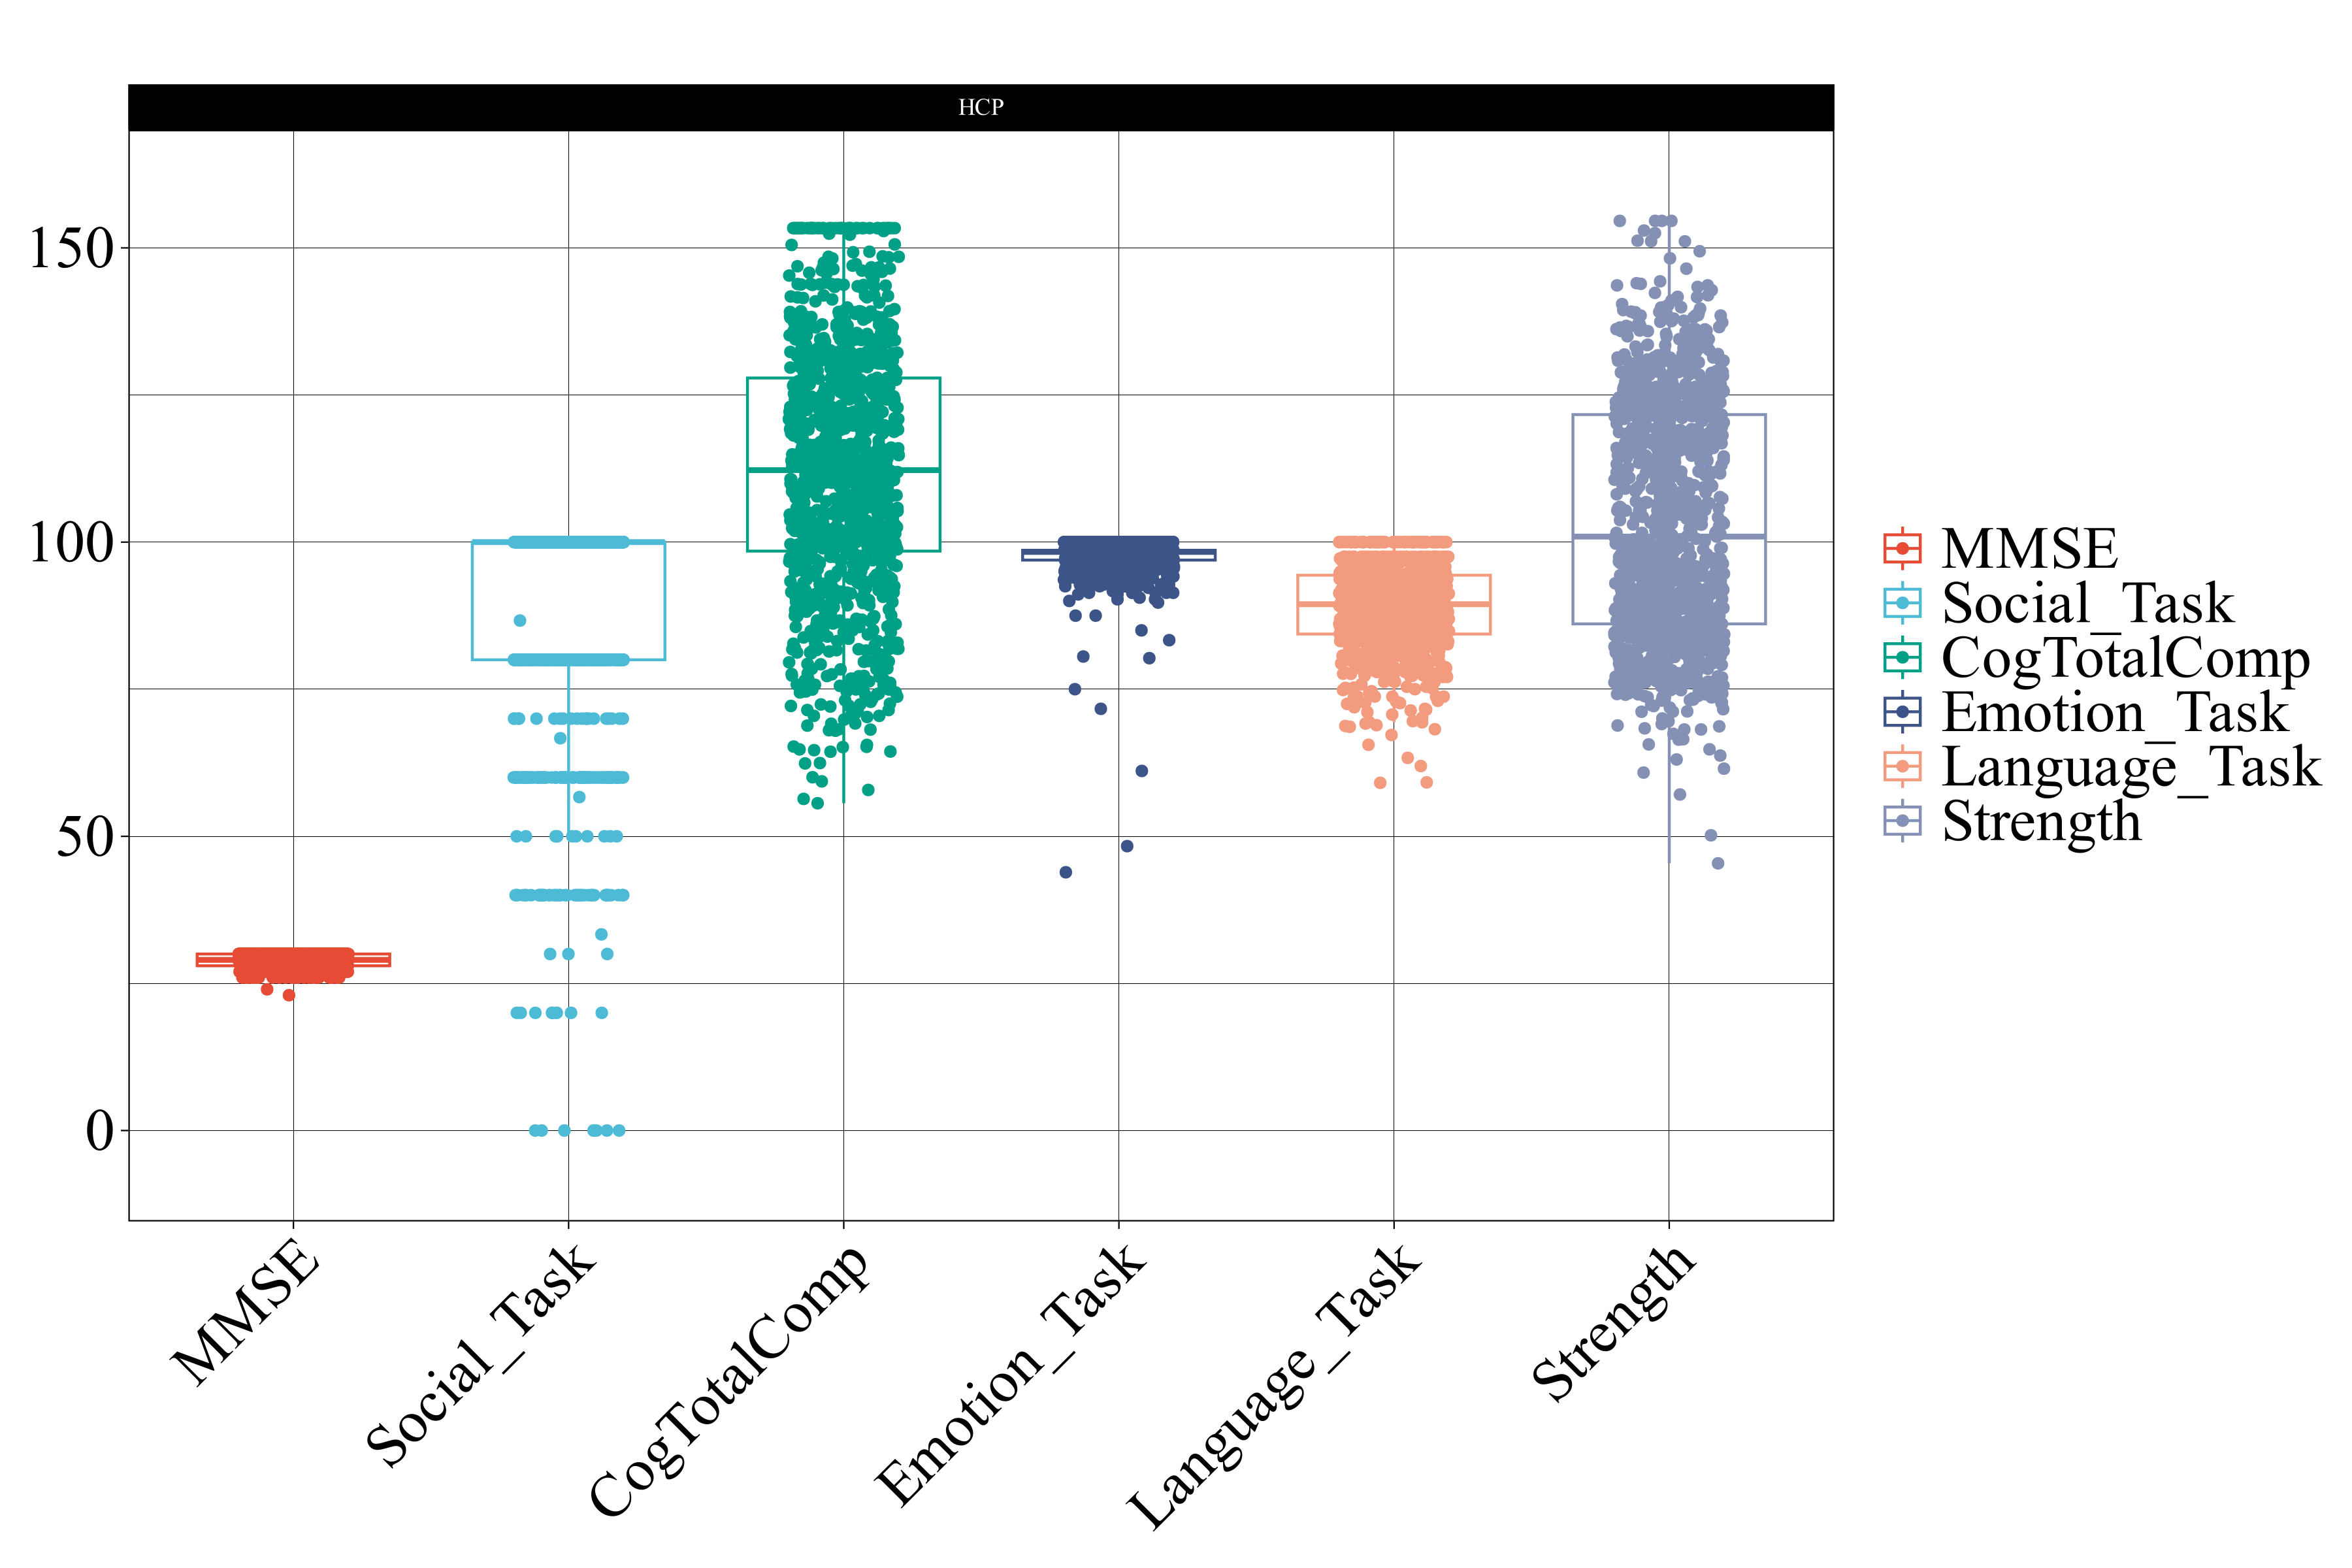 HCP
150
100
50
0
MMSE
Social_Task
CogTotalComp
Emotion_Task
Language_Task
Strength
MMSE
Social_Task
CogTotalComp
Emotion_Task
Language_Task
Strength